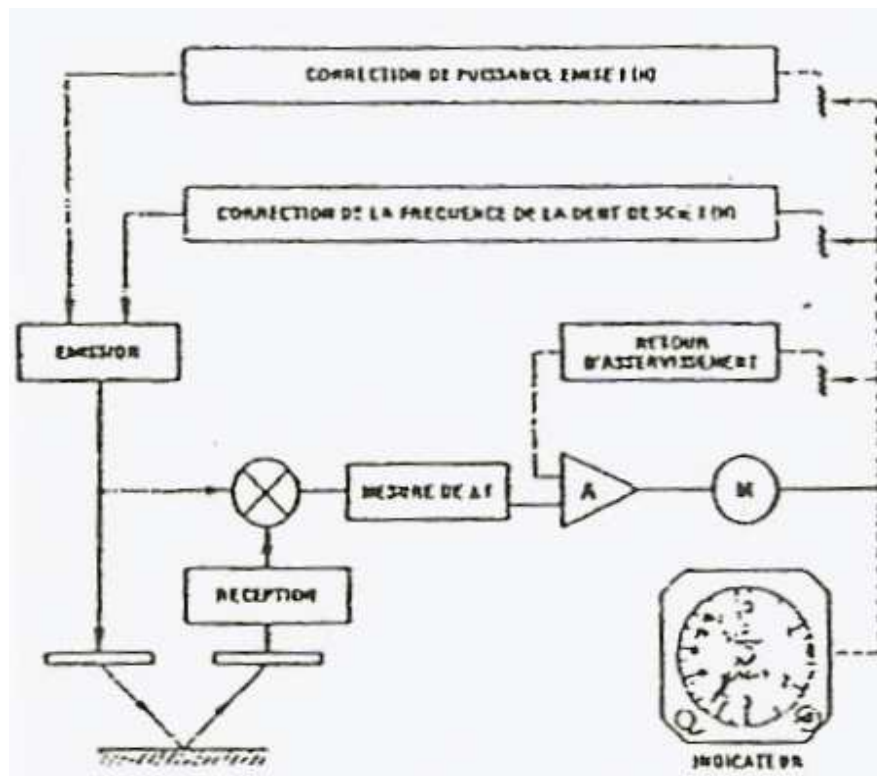 CORRECTION DE PUISSANCE EMISE f (H)
CORRECTION DE LA FREQUENCE DE LA DENT DE SCIE f (H)
EMISSION
RETOUR
D'ASSERVISSEMENT
MESURE DE Δf
A
M
RECEPTION
INDICATEUR